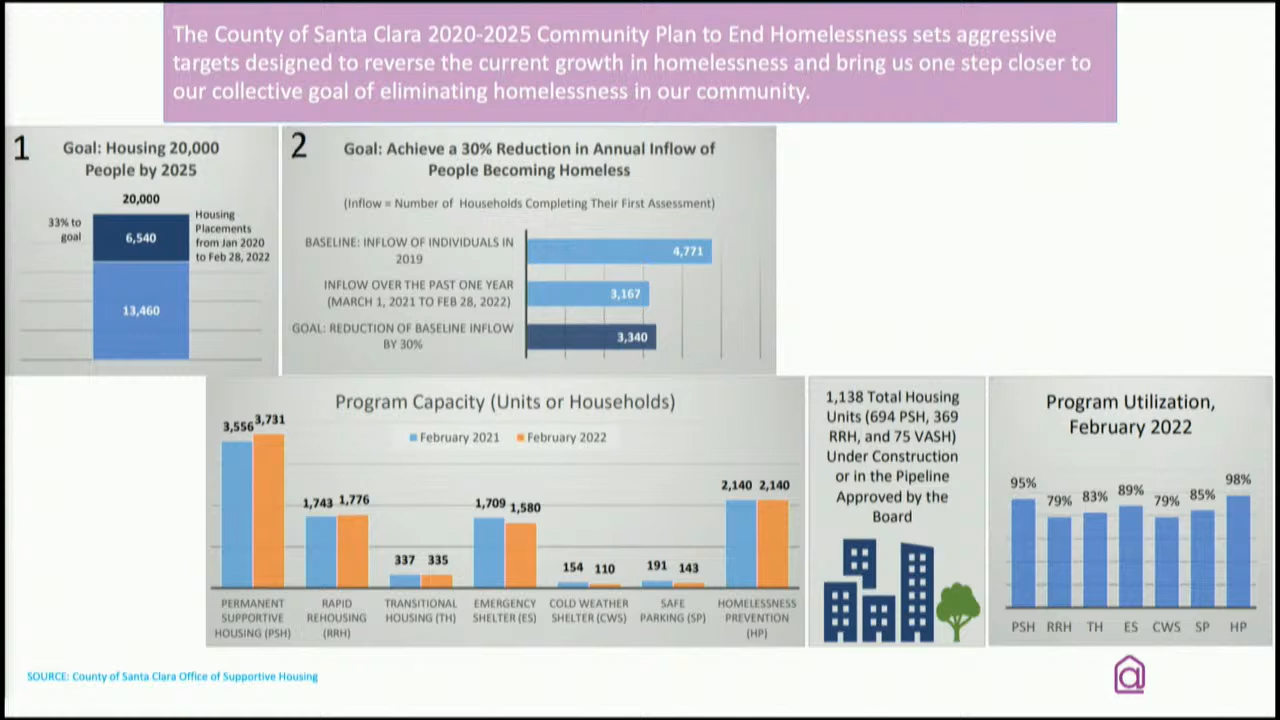 The County of Santa Clara 2020-2025 Community Plan to End Homelessness sets aggressive
targets designed to reverse the current growth in homelessness and bring us one step closer to
our collective goal of eliminating homelessness in our community.
1
Goal: Housing 20,000
People by 2025
20,000
33% to
goal
6,540
Housing
Placements
from Jan 2020
to Feb 28, 2022
13,460
2
Goal: Achieve a 30% Reduction in Annual Inflow of
People Becoming Homeless
(Inflow = Number of Households Completing Their First Assessment)
BASELINE: INFLOW OF INDIVIDUALS IN
2019
4,771
INFLOW OVER THE PAST ONE YEAR
(MARCH 1, 2021 TO FEB 28, 2022)
3,167
GOAL: REDUCTION OF BASELINE INFLOW
BY 30%
3,340
Program Capacity (Units or Households)
February 2021 February 2022
3,556 3,731
1,743 1,776
337 335
1,709 1,580
154 110
191 143
2,140 2,140
PERMANENT
SUPPORTIVE
HOUSING (PSH)
RAPID
REHOUSING
(RRH)
TRANSITIONAL
HOUSING (TH)
EMERGENCY
SHELTER (ES)
COLD WEATHER
SHELTER (CWS)
SAFE
PARKING (SP)
HOMELESSNESS
PREVENTION
(HP)
1,138 Total Housing
Units (694 PSH, 369
RRH, and 75 VASH)
Under Construction
or in the Pipeline
Approved by the
Board
Program Utilization,
February 2022
95% 79% 83% 89% 79% 85% 98%
PSH RRH TH ES CWS SP HP
SOURCE: County of Santa Clara Office of Supportive Housing